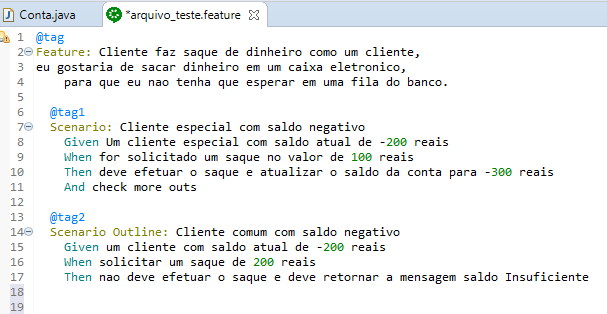 Conta.java *arquivo_teste.feature
1 @tag
2 Feature: Cliente faz saque de dinheiro como um cliente,
3 eu gostaria de sacar dinheiro em um caixa eletronico,
4 para que eu nao tenha que esperar em uma fila do banco.
5
6 @tag1
7 Scenario: Cliente especial com saldo negativo
8 Given Um cliente especial com saldo atual de -200 reais
9 When for solicitado um saque no valor de 100 reais
10 Then deve efetuar o saque e atualizar o saldo da conta para -300 reais
11 And check more outs
12
13 @tag2
14 Scenario Outline: Cliente comum com saldo negativo
15 Given um cliente com saldo atual de -200 reais
16 When solicitar um saque de 200 reais
17 Then nao deve efetuar o saque e deve retornar a mensagem saldo Insuficiente
18
19